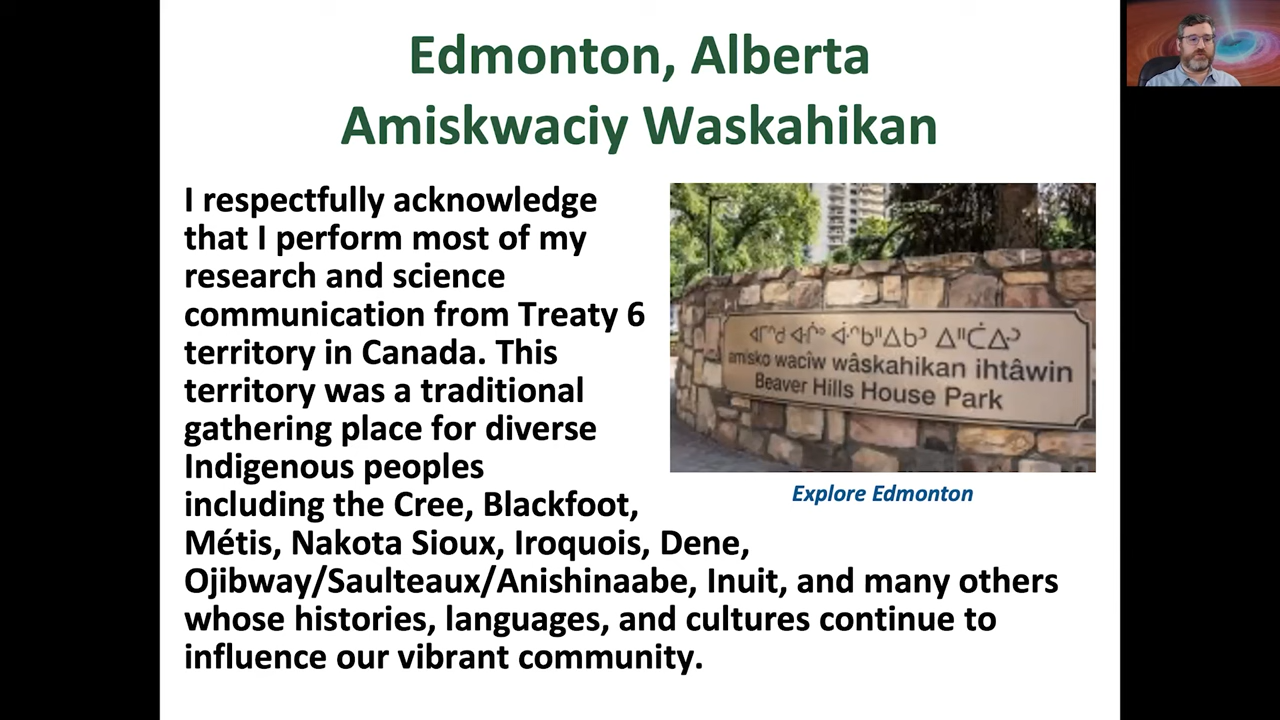 Edmonton, Alberta
Amiskwaciy Waskahikan
I respectfully acknowledge
that I perform most of my
research and science
communication from Treaty 6
territory in Canada. This
territory was a traditional
gathering place for diverse
Indigenous peoples
including the Cree, Blackfoot,
Métis, Nakota Sioux, Iroquois, Dene,
Ojibway/Saulteaux/Anishinaabe, Inuit, and many others
whose histories, languages, and cultures continue to
influence our vibrant community.
amisko wacîw wâskahikan ihtâwin
Beaver Hills House Park
Explore Edmonton